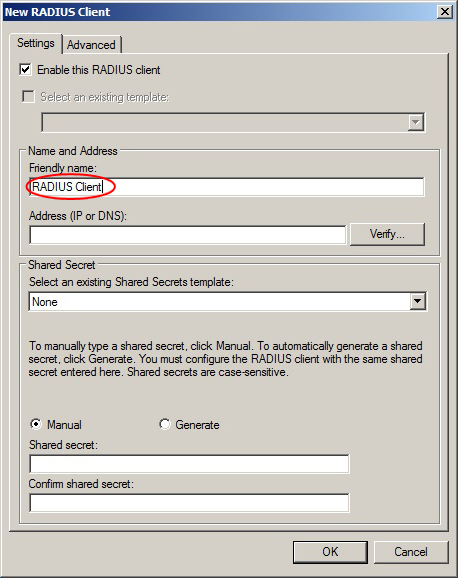 New RADIUS Client
Settings
Advanced
Enable this RADIUS client
Select an existing template:
Name and Address
Friendly name:
RADIUS Client
Address (IP or DNS):
Verify...
Shared Secret
Select an existing Shared Secrets template:
None
To manually type a shared secret, click Manual. To automatically generate a shared
secret, click Generate. You must configure the RADIUS client with the same shared
secret entered here. Shared secrets are case-sensitive.
Manual
Generate
Shared secret:
Confirm shared secret:
OK
Cancel